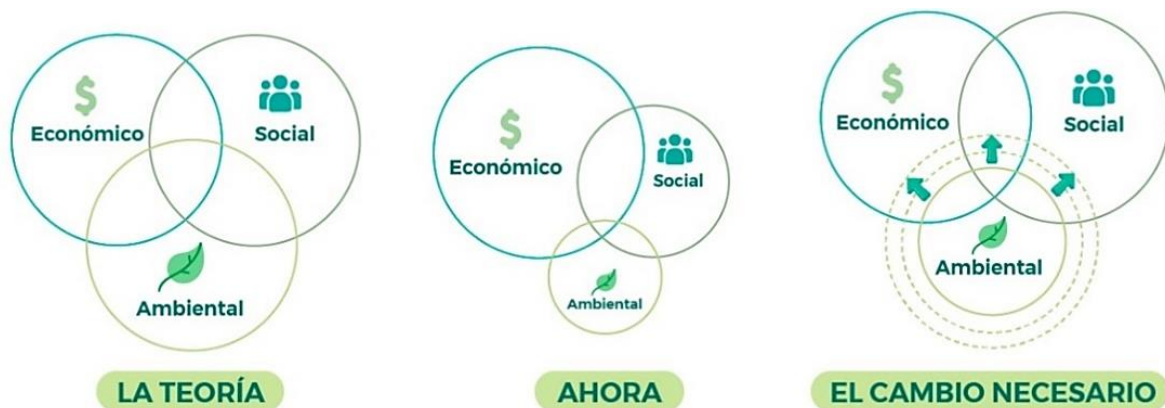 $
Económico
Social
Ambiental
LA TEORÍA
$
Económico
Social
Ambiental
AHORA
$
Económico
Social
Ambiental
EL CAMBIO NECESARIO